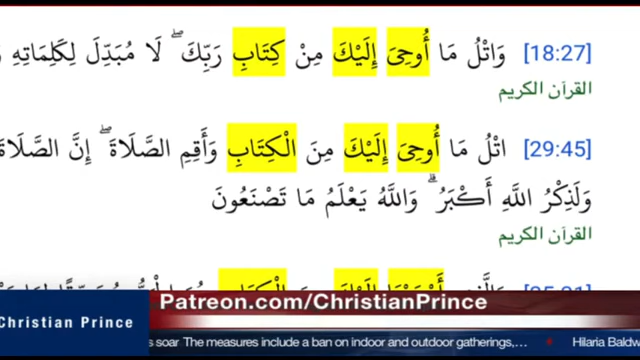 [18:27] وَاتْلُ مَا أُوحِيَ إِلَيْكَ مِنْ كِتَابِ رَبِّكَ ۖ لَا مُبَدِّلَ لِكَلِمَاتِهِ
القرآن الكريم
[29:45] اتْلُ مَا أُوحِيَ إِلَيْكَ مِنَ الْكِتَابِ وَأَقِمِ الصَّلَاةَ ۖ إِنَّ الصَّلَاةَ
وَلَذِكْرُ اللَّهِ أَكْبَرُ ۗ وَاللَّهُ يَعْلَمُ مَا تَصْنَعُونَ
القرآن الكريم
Patreon.com/ChristianPrince
Christian Prince
s soar The measures include a ban on indoor and outdoor gatherings,… Hilaria Baldw